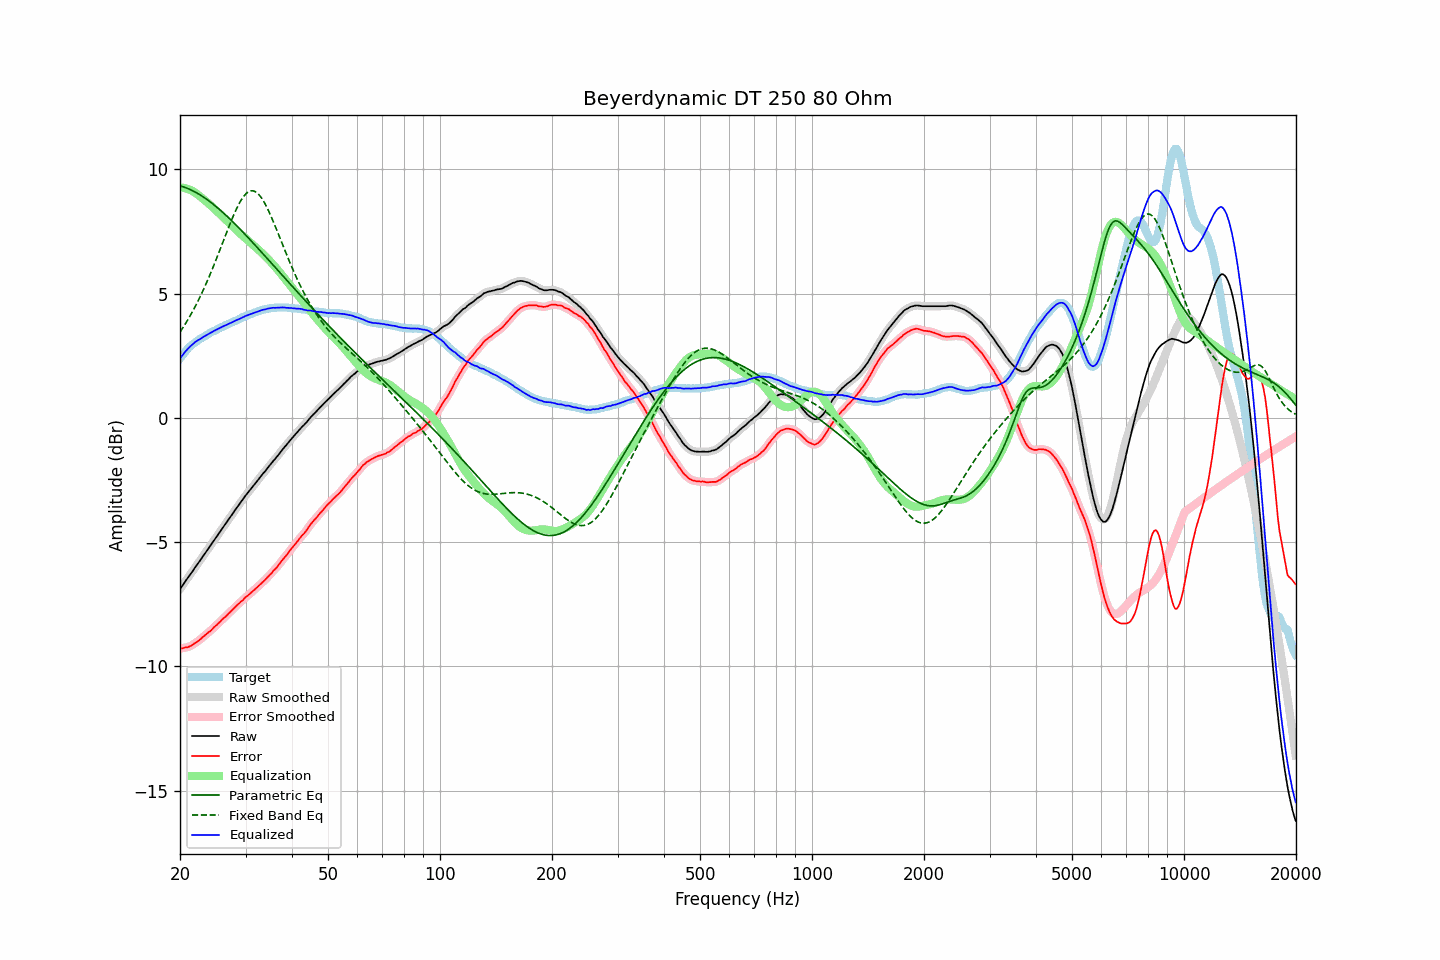 Beyerdynamic DT 250 80 Ohm
Amplitude (dBr)
10
5
0
−5
−10
−15
Target
Raw Smoothed
Error Smoothed
Raw
Error
Equalization
Parametric Eq
Fixed Band Eq
Equalized
20 50 100 200 500 1000 2000 5000 10000 20000
Frequency (Hz)